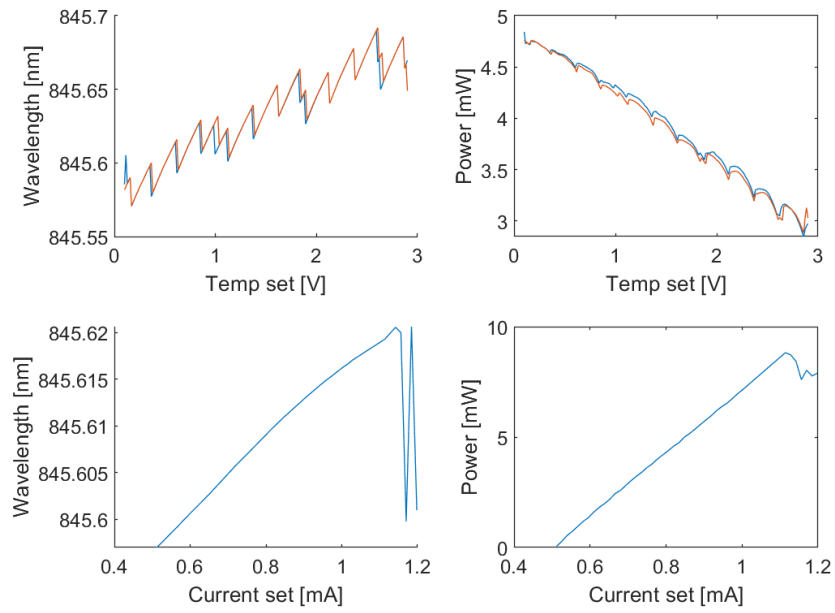 845.7
845.65
845.6
845.55
Wavelength [nm]
0 1 2 3
Temp set [V]
5
4.5
4
3.5
3
Power [mW]
0 1 2 3
Temp set [V]
845.62
845.615
845.61
845.605
845.6
Wavelength [nm]
0.4 0.6 0.8 1 1.2
Current set [mA]
10
5
0
Power [mW]
0.4 0.6 0.8 1 1.2
Current set [mA]